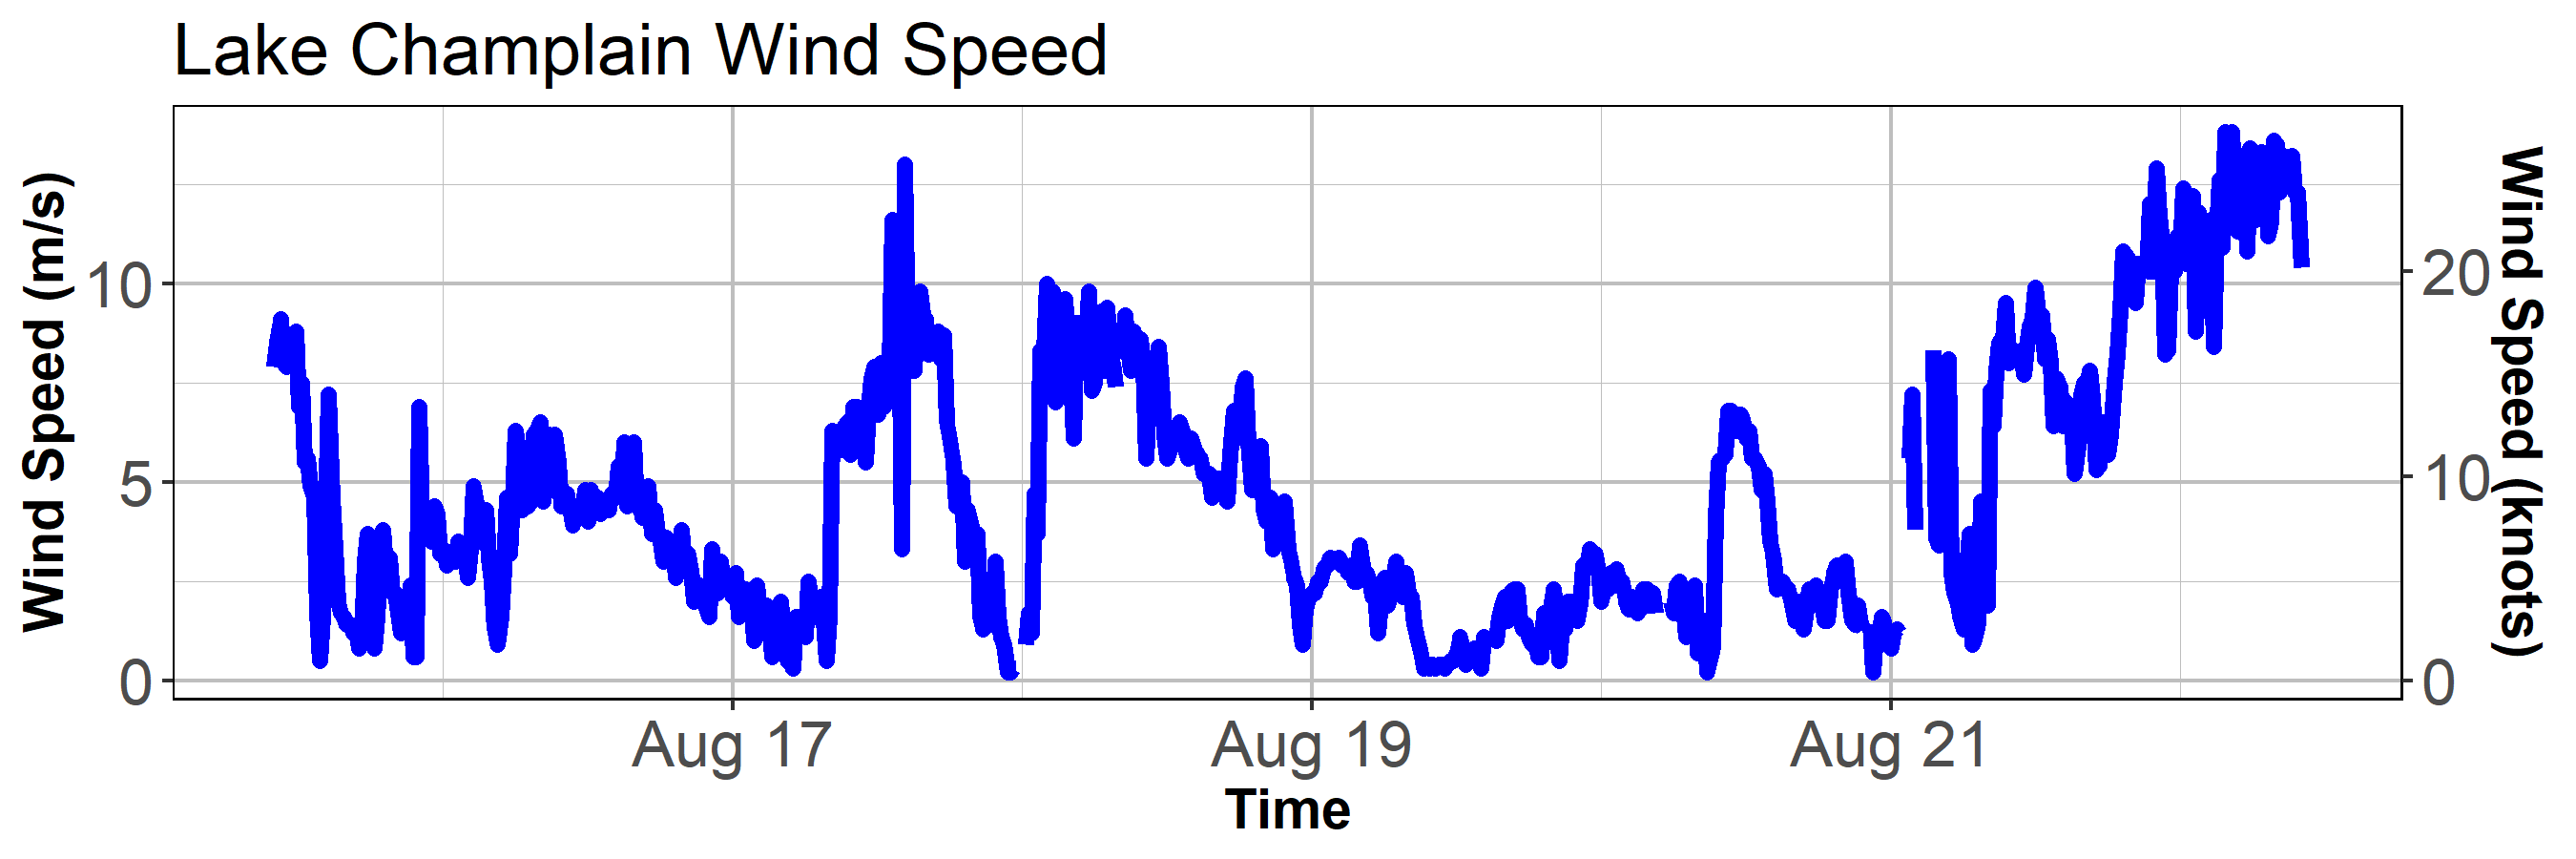 Lake Champlain Wind Speed
Wind Speed (m/s)
10
5
0
20
10
0
Wind Speed (knots)
Aug 17
Aug 19
Aug 21
Time